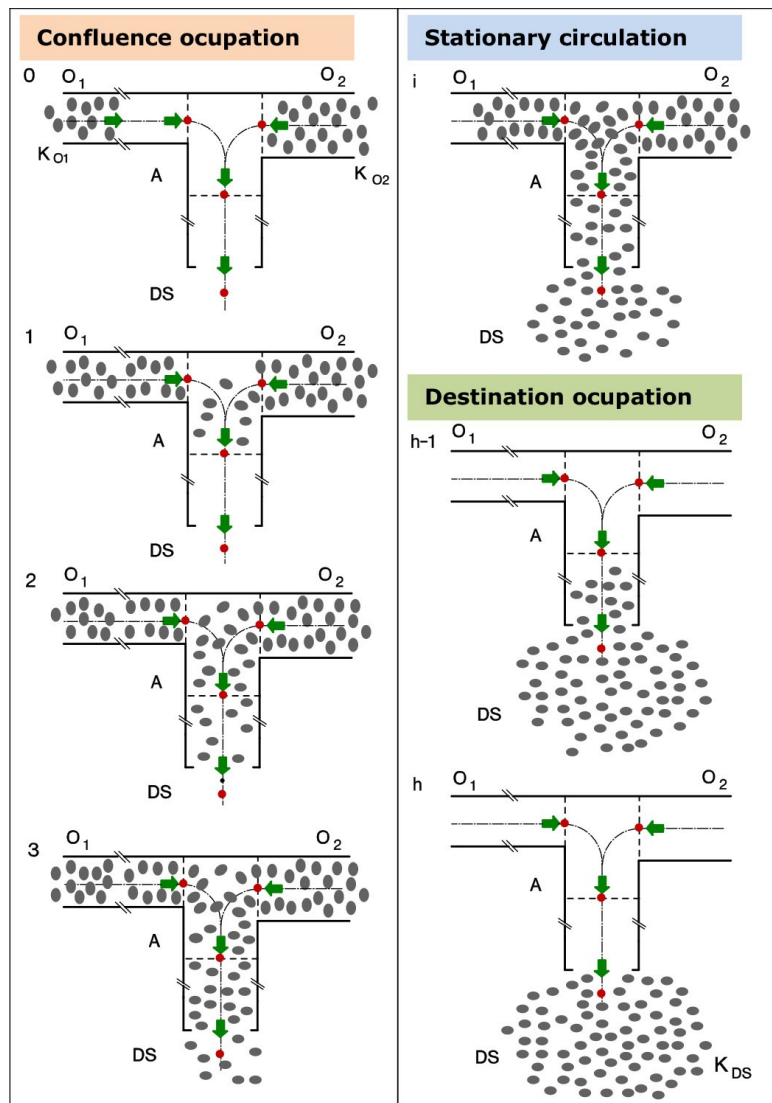 Confluence ocupation
0
O1
O2
KO1
A
KO2
DS
1
O1
O2
A
DS
2
O1
O2
A
DS
3
O1
O2
A
DS
Stationary circulation
i
O1
O2
A
DS
Destination ocupation
h-1
O1
O2
A
DS
h
O1
O2
A
DS
KDS